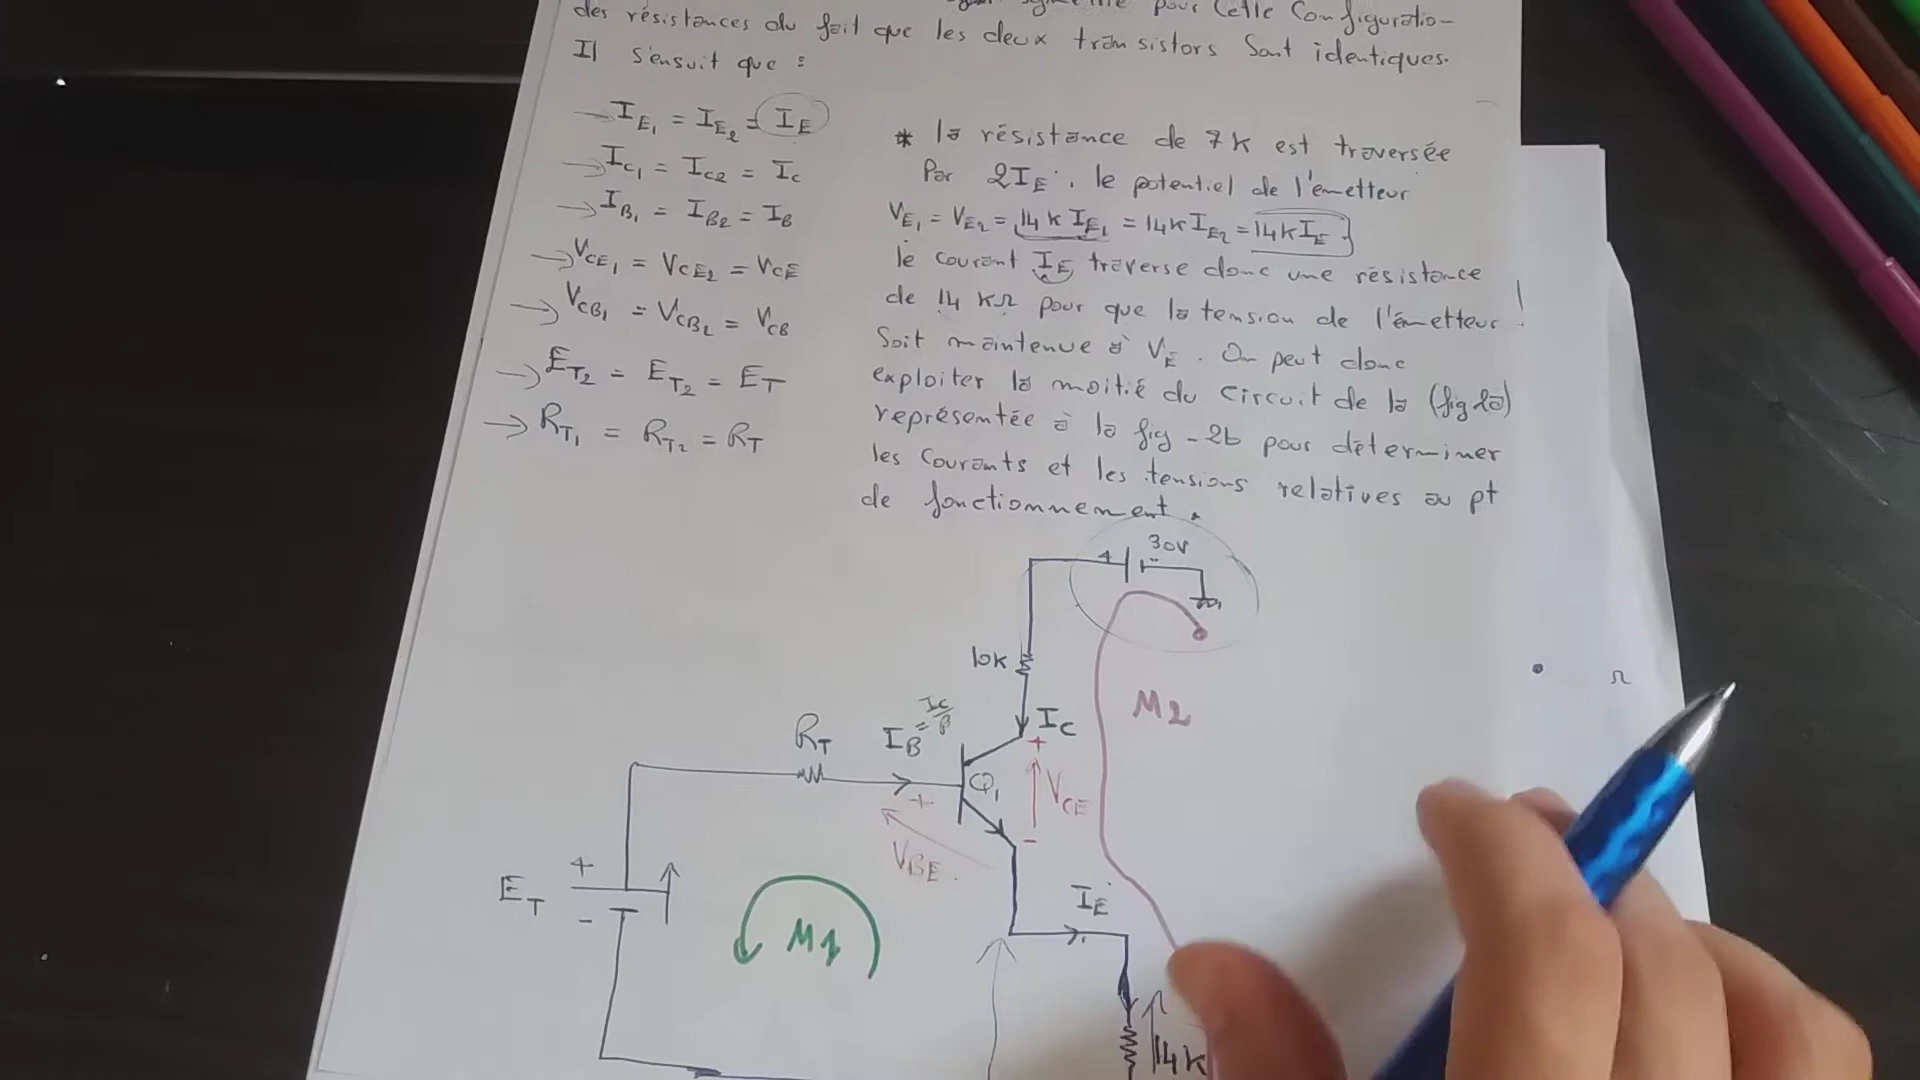 pour Cette Configuratio-
des résistances du fait que les deux transistors Sont identiques.
Il s'ensuit que :
→ IE1 = IE2 = IE
→ IC1 = IC2 = IC
→ IB1 = IB2 = IB
→ VCE1 = VCE2 = VCE
→ VCB1 = VCB2 = VCB
→ ET2 = ET2 = ET
→ RT1 = RT2 = RT
* la résistance de 7K est traversée
Par 2IE. le potentiel de l'émetteur
VE1 = VE2 = 14K IE1 = 14K IE2 = 14K IE
le courant IE traverse donc une résistance
de 14 KΩ pour que la tension de l'émetteur
Soit maintenue à VE. On peut donc
exploiter la moitié du Circuit de la (fig 2a)
représentée à la fig-2b pour déterminer
les Courants et les tensions relatives au pt
de fonctionnement.
30V
+ -
10K
IC
M2
RT
IB = IC/β
+
Q1
+
VCE
-
VBE
+
ET
-
M1
IE
14K
Ω